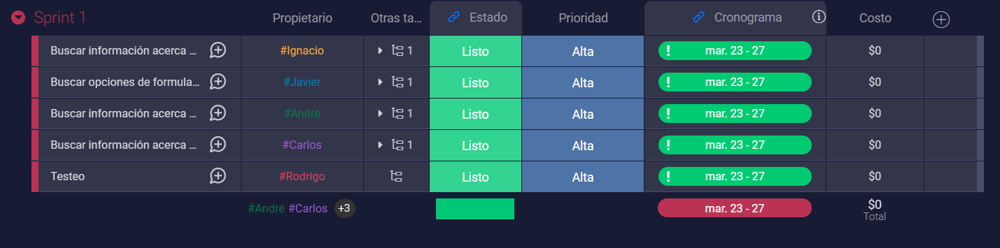 Sprint 1 Propietario Otras ta... Estado Prioridad Cronograma Costo
Buscar información acerca ... #Ignacio 1 Listo Alta ! mar. 23 - 27 $0
Buscar opciones de formula... #Javier 1 Listo Alta ! mar. 23 - 27 $0
Buscar información acerca ... #André 1 Listo Alta ! mar. 23 - 27 $0
Buscar información acerca ... #Carlos 1 Listo Alta ! mar. 23 - 27 $0
Testeo #Rodrigo Listo Alta ! mar. 23 - 27 $0
#André #Carlos +3 mar. 23 - 27 $0
Total